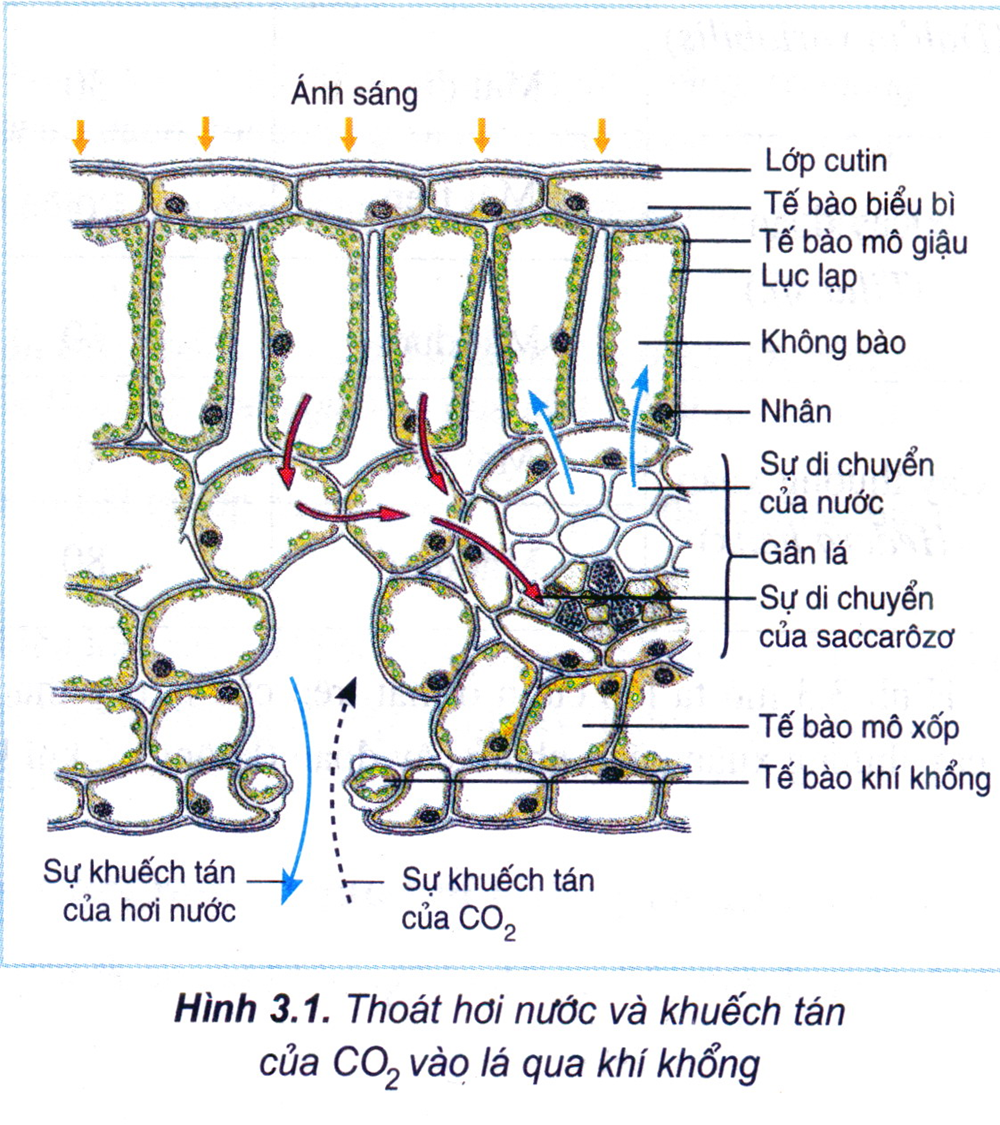 Ánh sáng
Lớp cutin
Tế bào biểu bì
Tế bào mô giậu
Lục lạp
Không bào
Nhân
Sự di chuyển
của nước
Gân lá
Sự di chuyển
của saccarôzơ
Tế bào mô xốp
Tế bào khí khổng
Sự khuếch tán
của hơi nước
Sự khuếch tán
của CO₂
Hình 3.1. Thoát hơi nước và khuếch tán
của CO₂ vào lá qua khí khổng